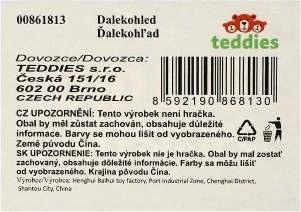 00861813 Dalekohled
Ďalekohľad
teddies
Dovozce/Dovozca:
TEDDIES s.r.o.
Česká 151/16
602 00 Brno
CZECH REPUBLIC
8 592190 868130
CZ UPOZORNĚNÍ: Tento výrobek není hračka.
Obal by měl zůstat zachován, obsahuje důležité
informace. Barvy se mohou lišit od vyobrazeného.
Země původu Čína.
C/PAP
SK UPOZORNENIE: Tento výrobek nie je hračka. Obal by mal zostať
zachovaný, obsahuje dôležité informácie. Farby sa môžu
líšiť od vyobrazeného. Krajina pôvodu Čína.
Výrobce/Výrobca: Henghui Baihui toy factory, Port Industrial Zone, Chenghai District,
Shantou City, China